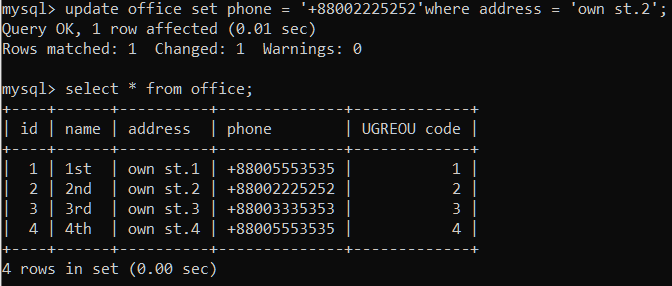 mysql> update office set phone = '+88002225252'where address = 'own st.2';
Query OK, 1 row affected (0.01 sec)
Rows matched: 1  Changed: 1  Warnings: 0
mysql> select * from office;
+----+------+----------+--------------+-------------+
| id | name | address  | phone        | UGREOU code |
+----+------+----------+--------------+-------------+
|  1 | 1st  | own st.1 | +88005553535 |           1 |
|  2 | 2nd  | own st.2 | +88002225252 |           2 |
|  3 | 3rd  | own st.3 | +88003335353 |           3 |
|  4 | 4th  | own st.4 | +88005553535 |           4 |
+----+------+----------+--------------+-------------+
4 rows in set (0.00 sec)